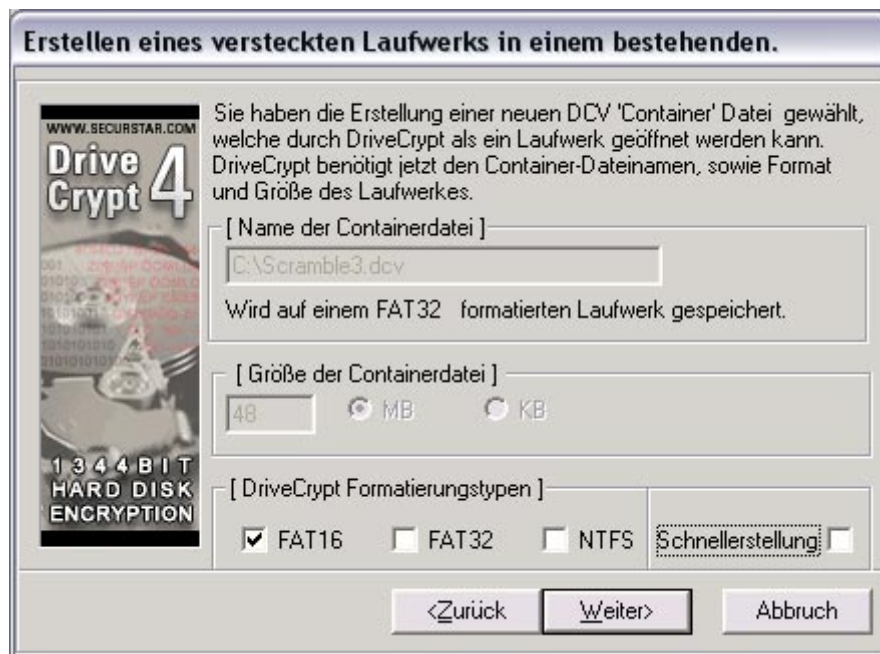 Erstellen eines versteckten Laufwerks in einem bestehenden.
WWW.SECURSTAR.COM
Drive
Crypt 4
1344BIT
HARD DISK
ENCRYPTION
Sie haben die Erstellung einer neuen DCV 'Container' Datei gewählt,
welche durch DriveCrypt als ein Laufwerk geöffnet werden kann.
DriveCrypt benötigt jetzt den Container-Dateinamen, sowie Format
und Größe des Laufwerkes.
[ Name der Containerdatei ]
C:\Scramble3.dcv
Wird auf einem FAT32 formatierten Laufwerk gespeichert.
[ Größe der Containerdatei ]
48 MB KB
[ DriveCrypt Formatierungstypen ]
FAT16 FAT32 NTFS Schnellerstellung
<Zurück Weiter> Abbruch